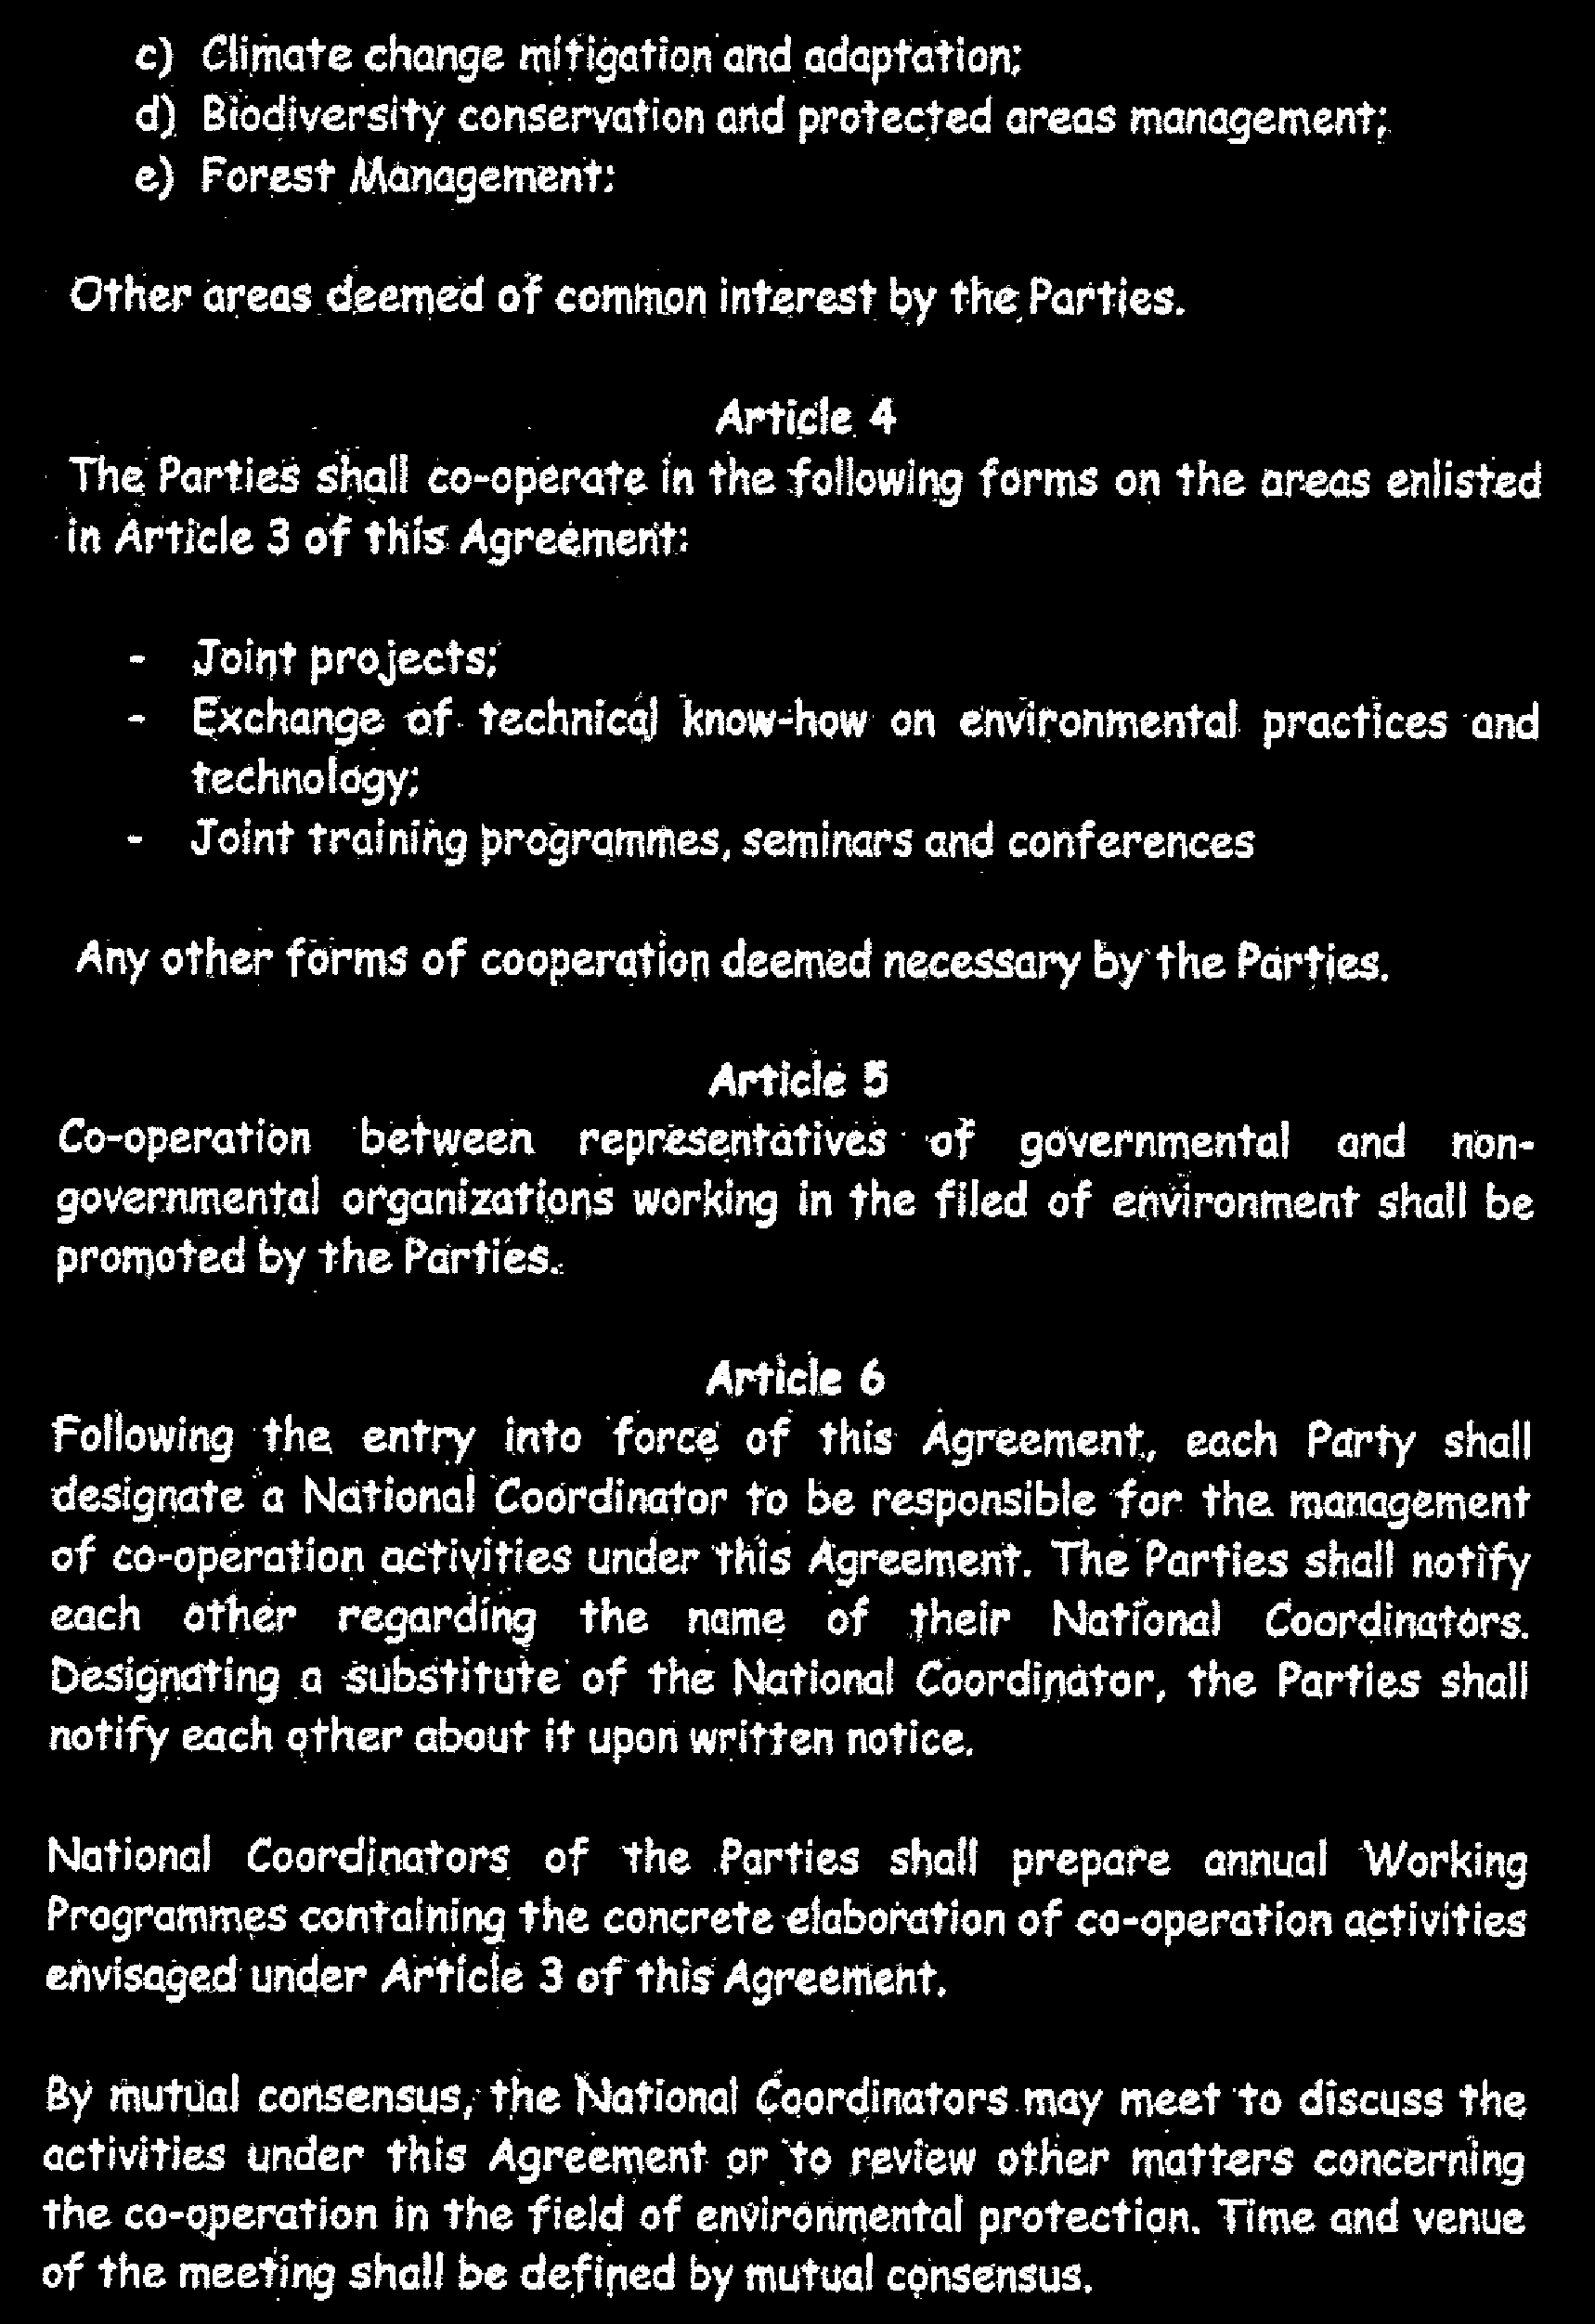 c) Climate change mitigation and adaptation;
d) Biodiversity conservation and protected areas management;
e) Forest Management;
Other areas deemed of common interest by the Parties.
Article 4
The Parties shall co-operate in the following forms on the areas enlisted
in Article 3 of this Agreement:
- Joint projects;
- Exchange of technical know-how on environmental practices and
technology;
- Joint training programmes, seminars and conferences
Any other forms of cooperation deemed necessary by the Parties.
Article 5
Co-operation between representatives of governmental and non-
governmental organizations working in the filed of environment shall be
promoted by the Parties.
Article 6
Following the entry into force of this Agreement, each Party shall
designate a National Coordinator to be responsible for the management
of co-operation activities under this Agreement. The Parties shall notify
each other regarding the name of their National Coordinators.
Designating a substitute of the National Coordinator, the Parties shall
notify each other about it upon written notice.
National Coordinators of the Parties shall prepare annual Working
Programmes containing the concrete elaboration of co-operation activities
envisaged under Article 3 of this Agreement.
By mutual consensus, the National Coordinators may meet to discuss the
activities under this Agreement or to review other matters concerning
the co-operation in the field of environmental protection. Time and venue
of the meeting shall be defined by mutual consensus.